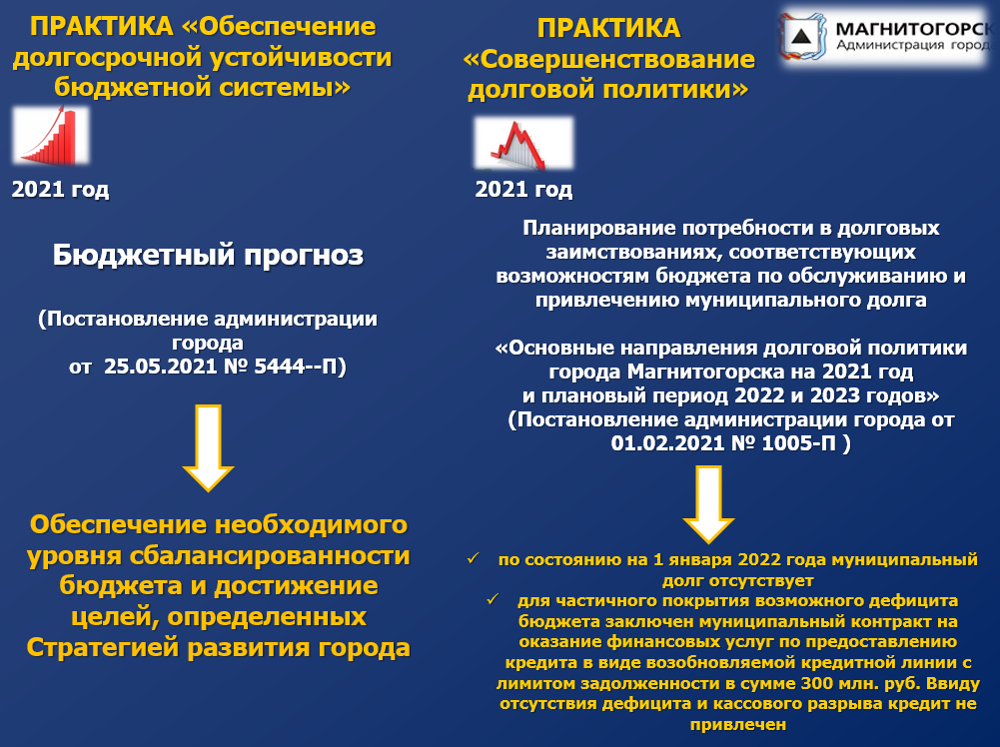 ПРАКТИКА «Обеспечение
долгосрочной устойчивости
бюджетной системы»
2021 год
Бюджетный прогноз
(Постановление администрации
города
от 25.05.2021 № 5444--П)
Обеспечение необходимого
уровня сбалансированности
бюджета и достижение
целей, определенных
Стратегией развития города
ПРАКТИКА
«Совершенствование
долговой политики»
МАГНИТОГОРСК
Администрация города
2021 год
Планирование потребности в долговых
заимствованиях, соответствующих
возможностям бюджета по обслуживанию и
привлечению муниципального долга
«Основные направления долговой политики
города Магнитогорска на 2021 год
и плановый период 2022 и 2023 годов»
(Постановление администрации города от
01.02.2021 № 1005-П )
✓ по состоянию на 1 января 2022 года муниципальный
долг отсутствует
✓ для частичного покрытия возможного дефицита
бюджета заключен муниципальный контракт на
оказание финансовых услуг по предоставлению
кредита в виде возобновляемой кредитной линии с
лимитом задолженности в сумме 300 млн. руб. Ввиду
отсутствия дефицита и кассового разрыва кредит не
привлечен